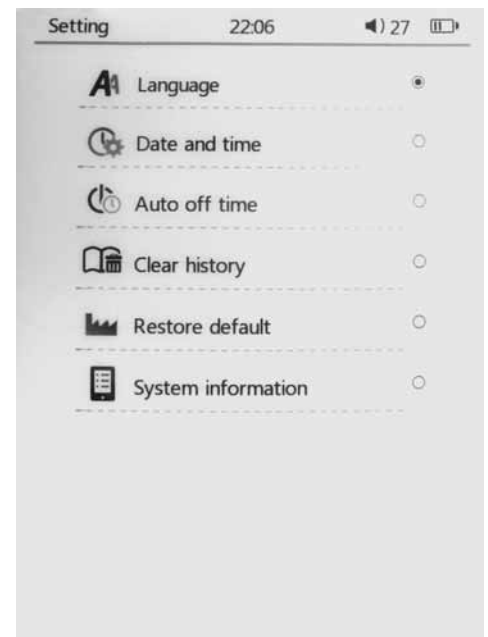 Setting 22:06 27
Language
Date and time
Auto off time
Clear history
Restore default
System information